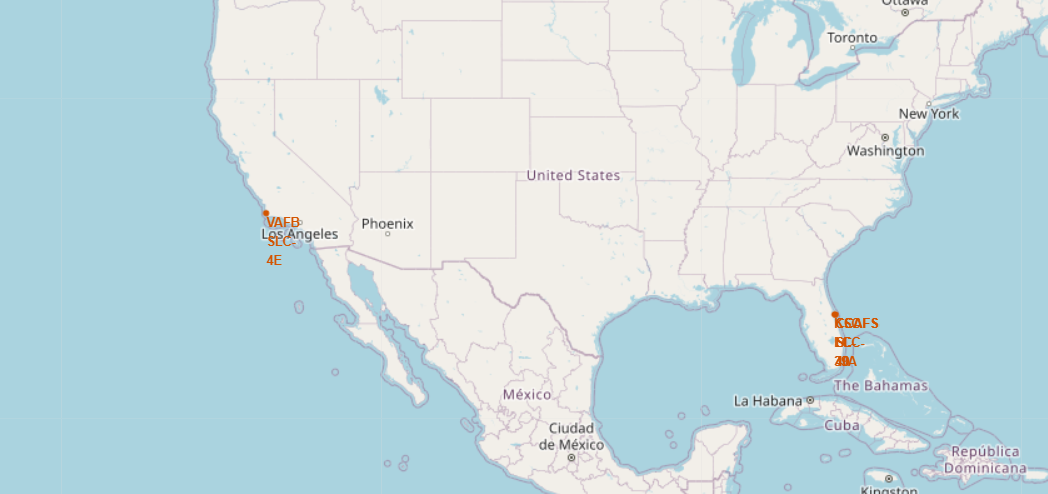 Ottawa
Toronto
New York
Washington
United States
VAFB
SLC-
4E
Los Angeles
Phoenix
The Bahamas
La Habana
Cuba
México
Ciudad
de México
República
Dominicana
Kingston